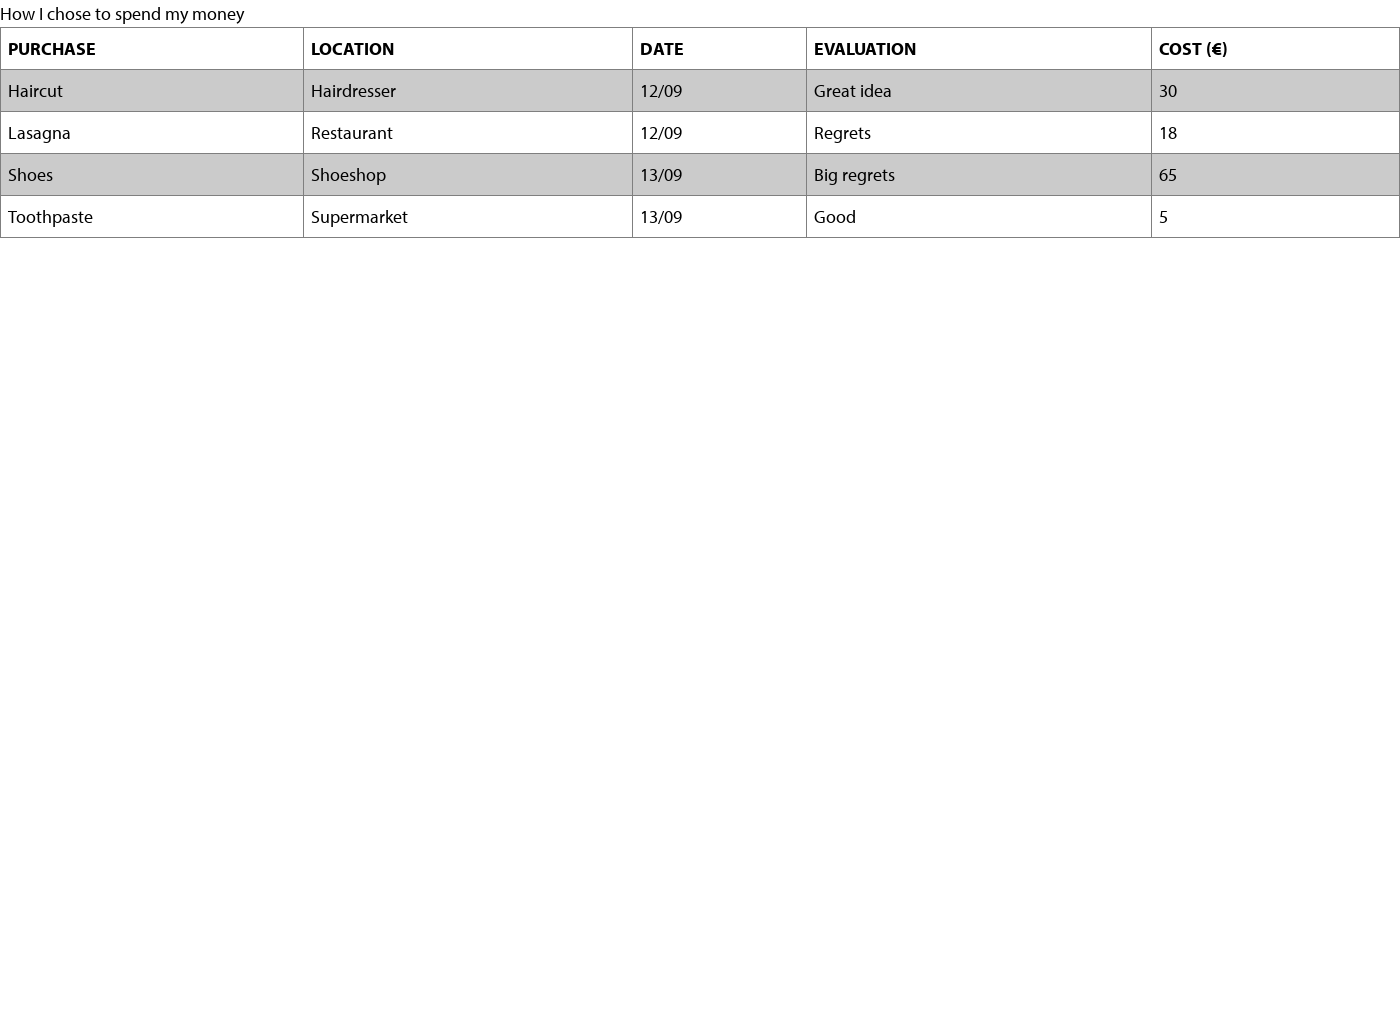 How I chose to spend my money
PURCHASE LOCATION DATE EVALUATION COST (€)
Haircut Hairdresser 12/09 Great idea 30
Lasagna Restaurant 12/09 Regrets 18
Shoes Shoeshop 13/09 Big regrets 65
Toothpaste Supermarket 13/09 Good 5